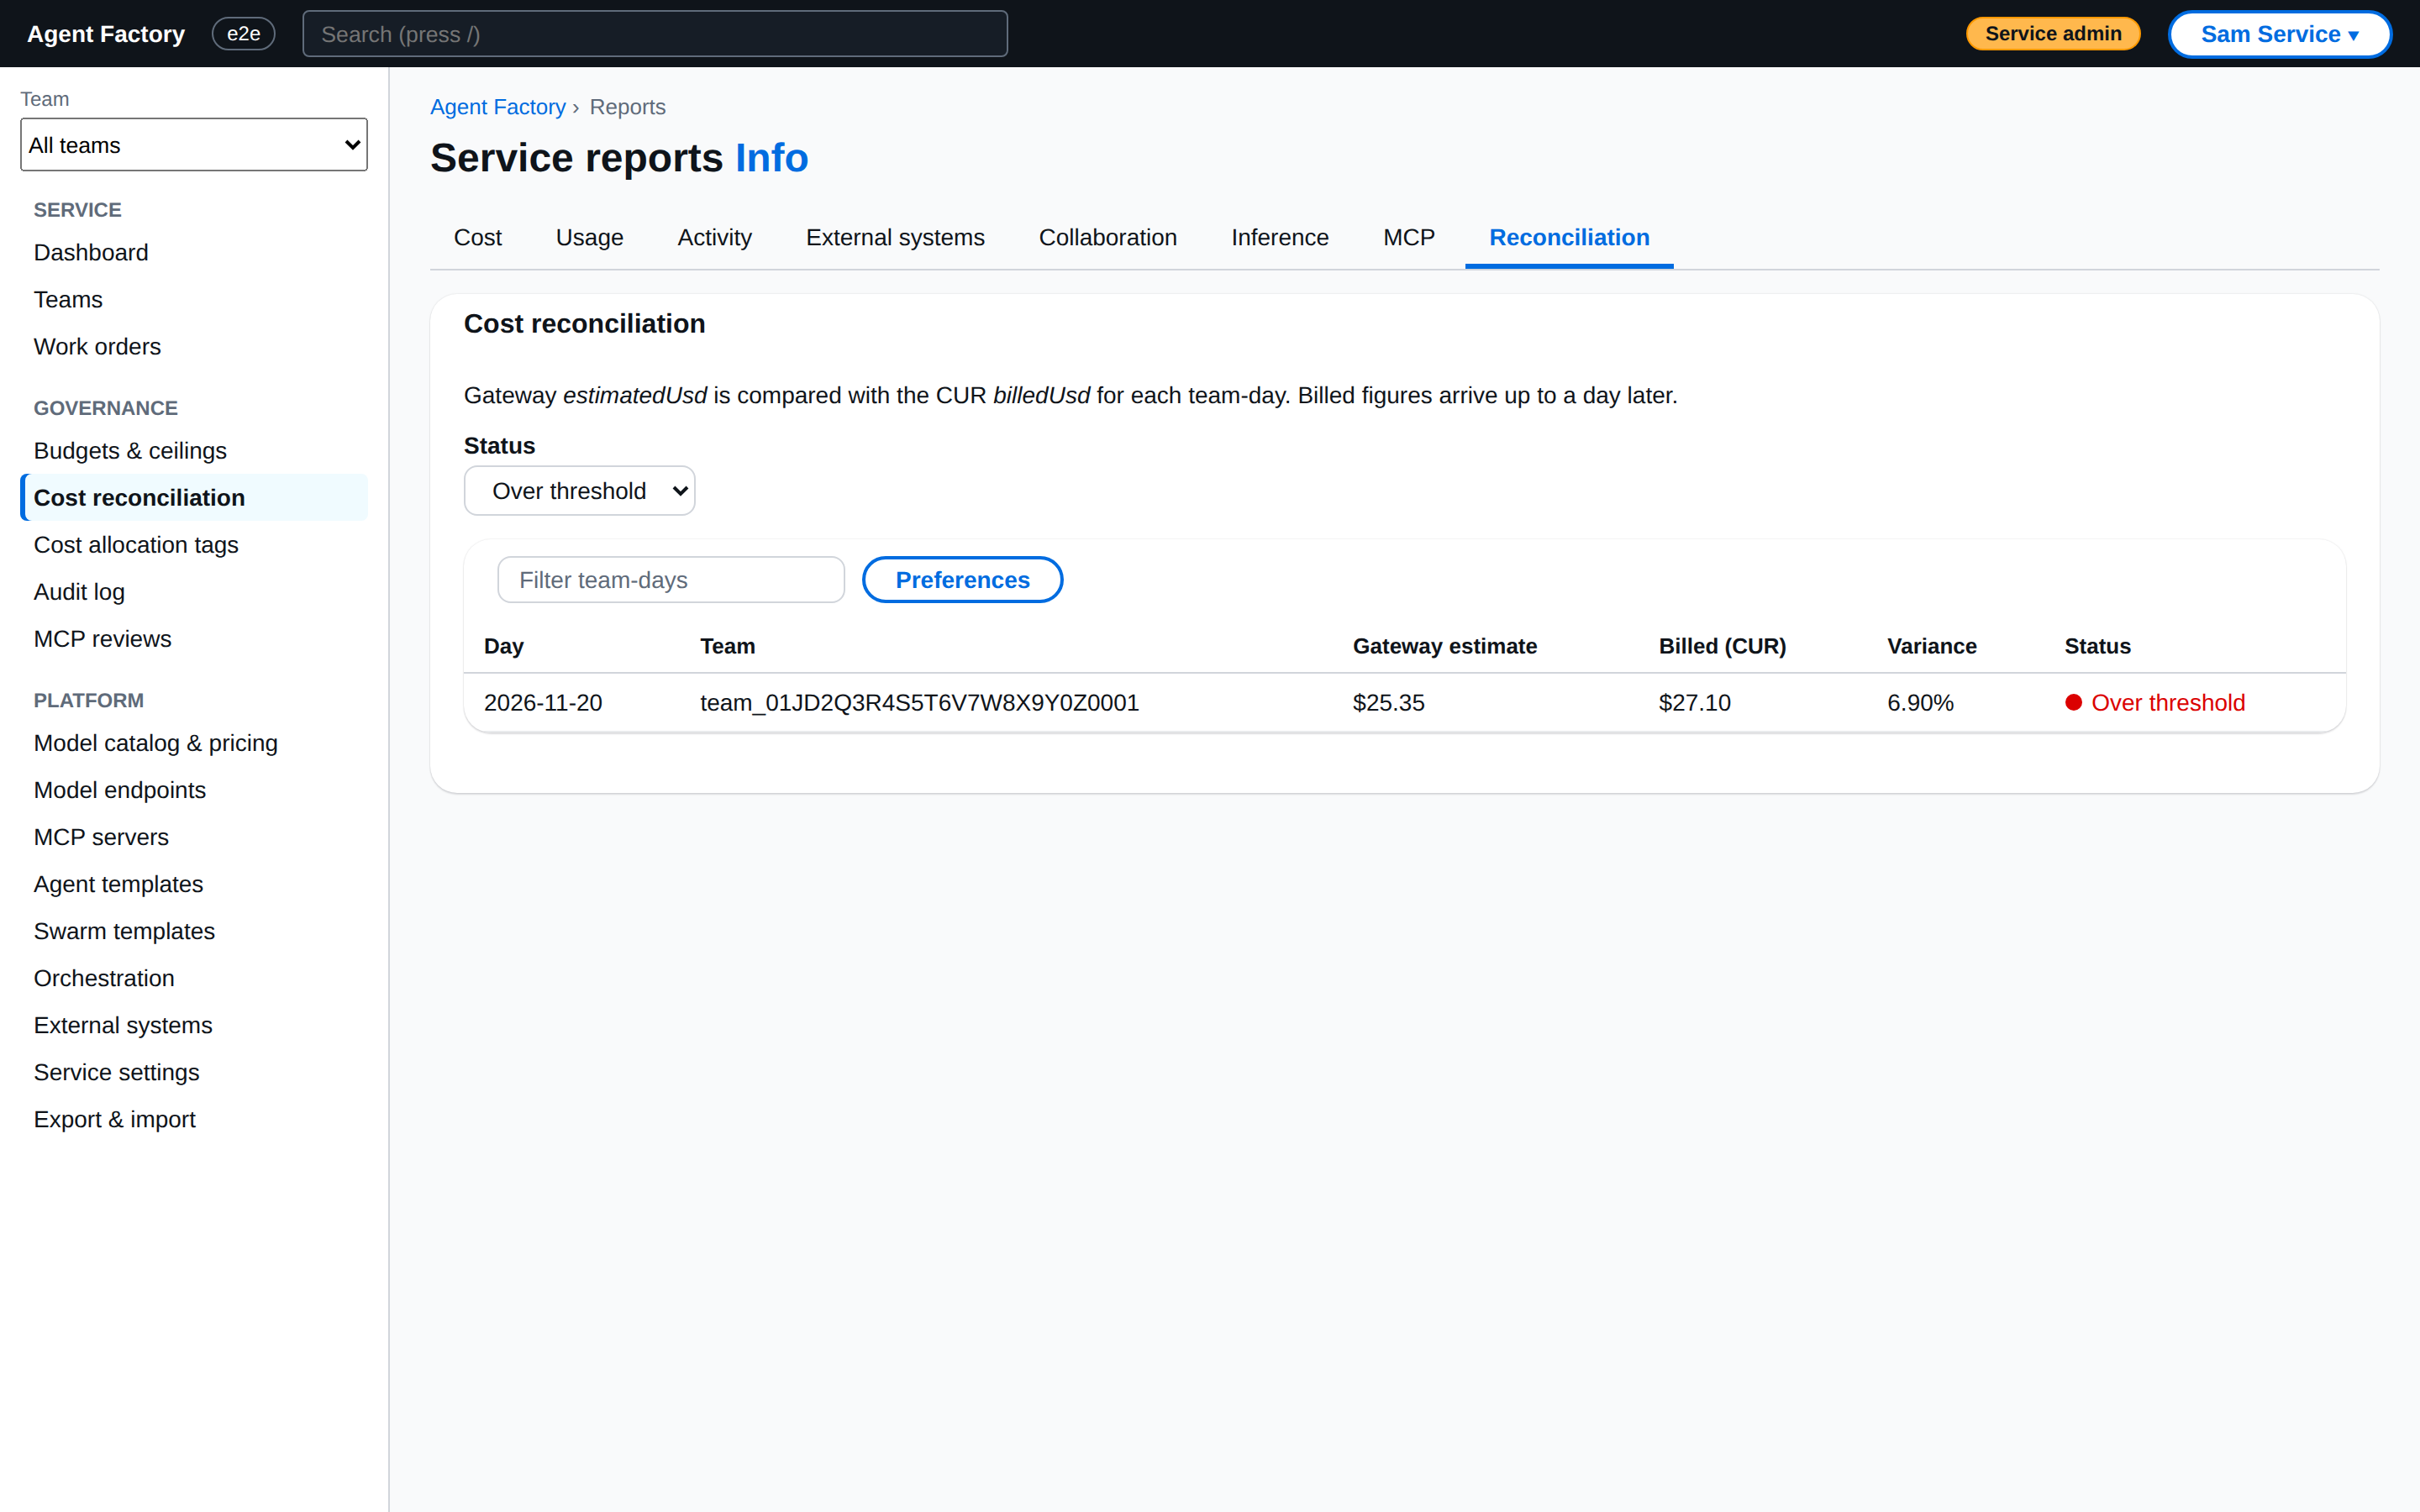 Agent Factory e2e Search (press /) Service admin Sam Service ▾
Team
All teams
SERVICE
Dashboard
Teams
Work orders
GOVERNANCE
Budgets & ceilings
Cost reconciliation
Cost allocation tags
Audit log
MCP reviews
PLATFORM
Model catalog & pricing
Model endpoints
MCP servers
Agent templates
Swarm templates
Orchestration
External systems
Service settings
Export & import
Agent Factory › Reports
Service reports Info
Cost Usage Activity External systems Collaboration Inference MCP Reconciliation
Cost reconciliation
Gateway estimatedUsd is compared with the CUR billedUsd for each team-day. Billed figures arrive up to a day later.
Status
Over threshold
Filter team-days Preferences
Day Team Gateway estimate Billed (CUR) Variance Status
2026-11-20 team_01JD2Q3R4S5T6V7W8X9Y0Z0001 $25.35 $27.10 6.90% Over threshold